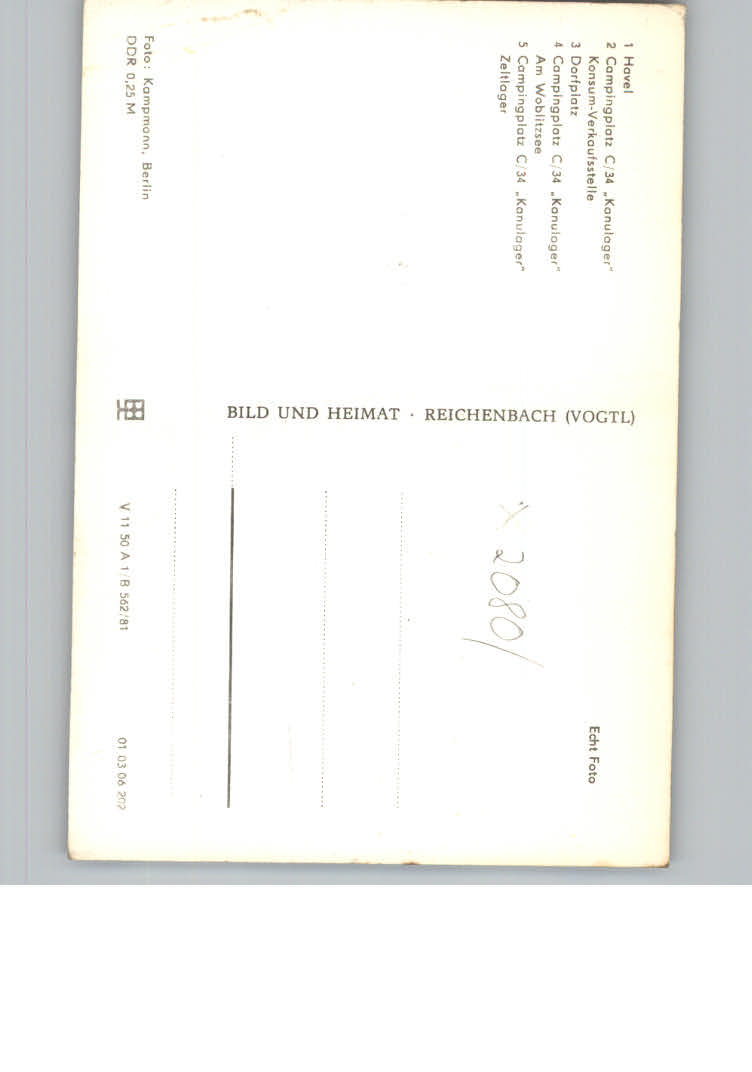 1 Havel
2 Campingplatz C/34 „Kanulager"
Konsum-Verkaufsstelle
3 Dorfplatz
4 Campingplatz C/34 „Kanulager"
Am Woblitzsee
5 Campingplatz C/34 „Kanulager"
Zeltlager
Foto: Kampmann, Berlin
DDR 0,25 M
BILD UND HEIMAT · REICHENBACH (VOGTL)
Echt Foto
2080/
V 11 50 A 1/B 562/81
01 03 06 202